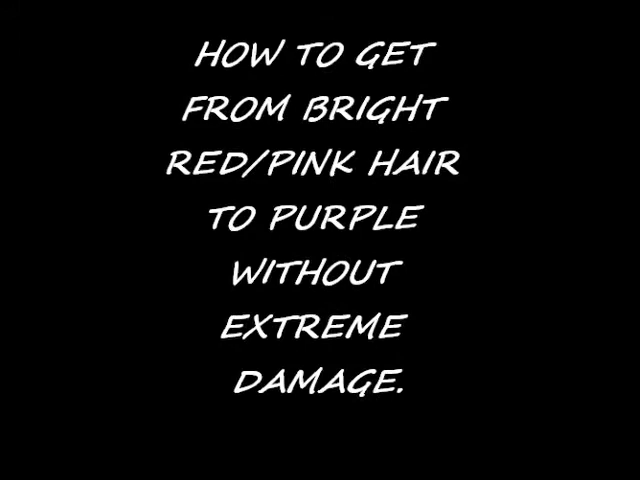 HOW TO GET
FROM BRIGHT
RED/PINK HAIR
TO PURPLE
WITHOUT
EXTREME
DAMAGE.